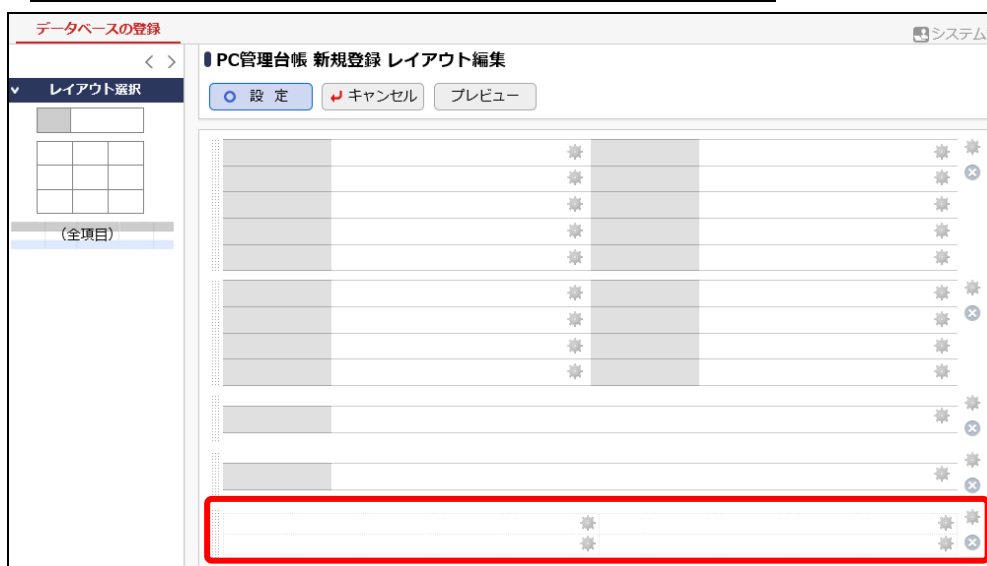 データベースの登録
システム
< >
PC管理台帳 新規登録 レイアウト編集
レイアウト選択
設 定
キャンセル
プレビュー
(全項目)